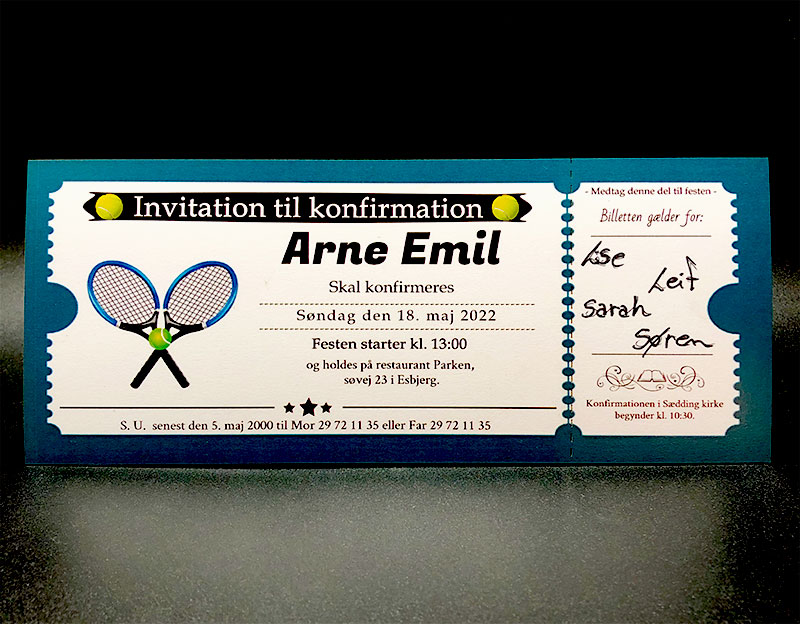 Invitation til konfirmation
Arne Emil
Skal konfirmeres
Søndag den 18. maj 2022
Festen starter kl. 13:00
og holdes på restaurant Parken,
søvej 23 i Esbjerg.
S. U. senest den 5. maj 2000 til Mor 29 72 11 35 eller Far 29 72 11 35
- Medtag denne del til festen -
Billetten gælder for:
Lise
Leif
Sarah
Søren
Konfirmationen i Sædding kirke
begynder kl. 10:30.